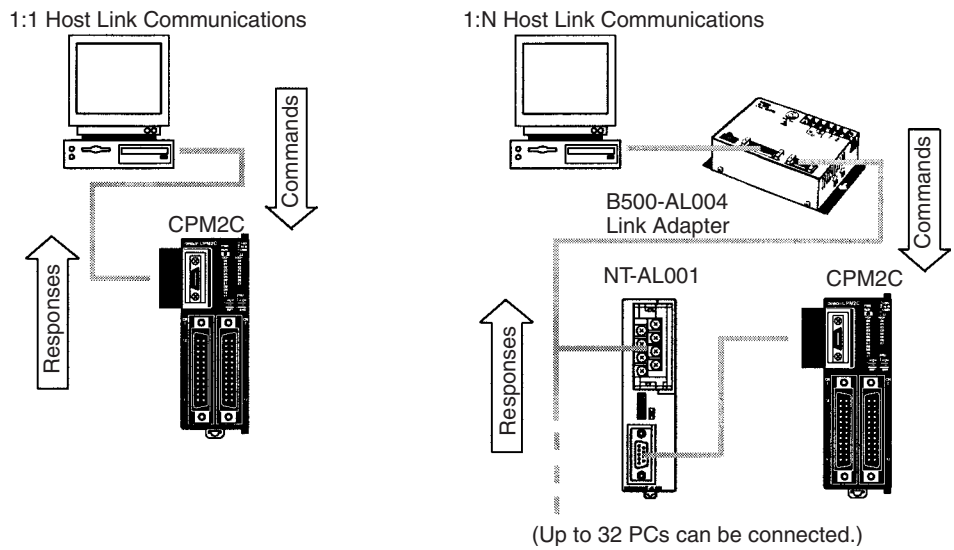 1:1 Host Link Communications
Commands
CPM2C
Responses
1:N Host Link Communications
B500-AL004
Link Adapter
Commands
NT-AL001
CPM2C
Responses
(Up to 32 PCs can be connected.)